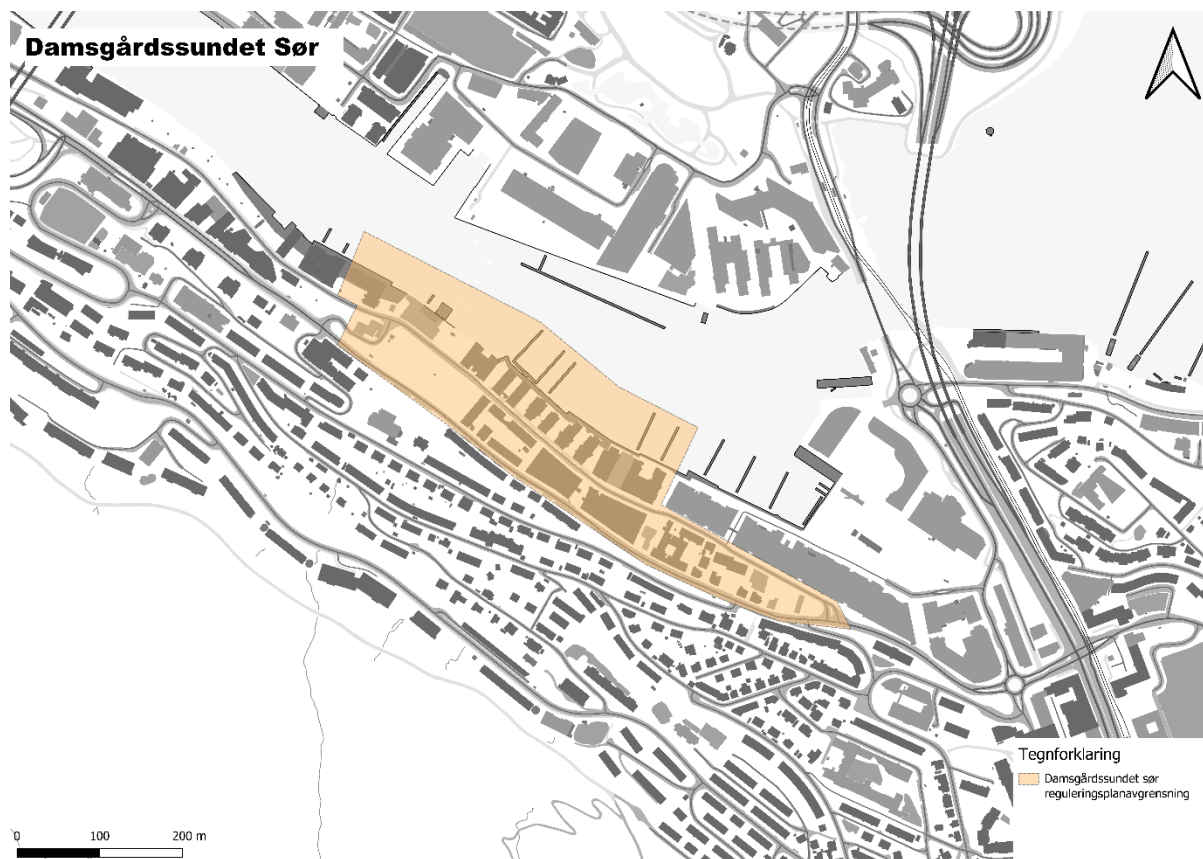 Damsgårdssundet Sør
Tegnforklaring
Damsgårdssundet sør
reguleringsplanavgrensning
0 100 200 m